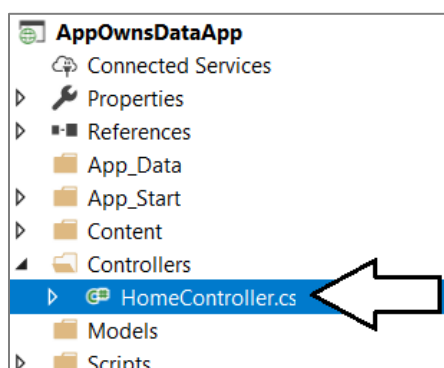 AppOwnsDataApp
Connected Services
Properties
References
App_Data
App_Start
Content
Controllers
HomeController.cs
Models
Scripts